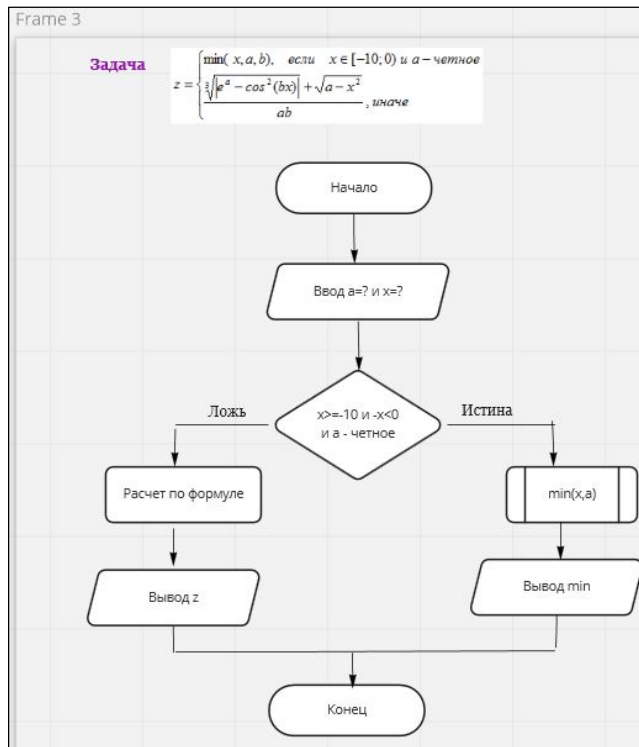 Frame 3
Задача
z = { min( x, a, b), если x ∈ [−10; 0) и a − четное
∛|e^a − cos²(bx)| + √a − x²
ab
, иначе
Начало
Ввод a=? и x=?
x>=-10 и -x<0
и a - четное
Ложь
Истина
Расчет по формуле
min(x,a)
Вывод z
Вывод min
Конец